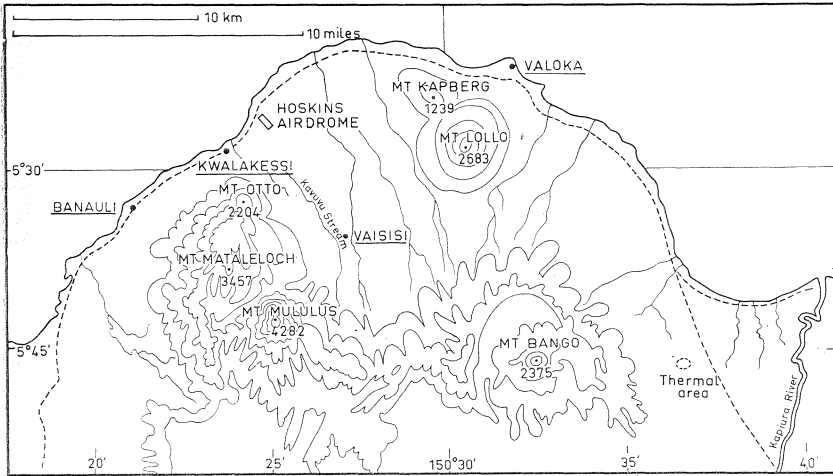 10 km
10 miles
VALOKA
MT KAPBERG
1239
HOSKINS
AIRDROME
MT LOLLO
2683
KWALAKESSI
5°30'
MT OTTO
2204
Kavuvu Stream
BANAULI
VAISISI
MT MATALELOCH
3457
MT MULULUS
4282
5°45'
MT BANGO
2375
Thermal
area
Kapiura River
20'
25'
150°30'
35'
40'